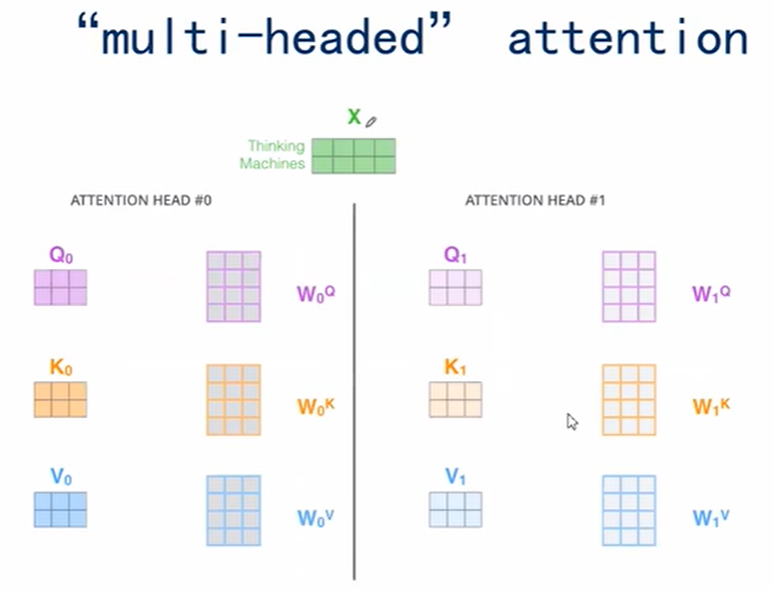 “multi-headed” attention
X
Thinking
Machines
ATTENTION HEAD #0
Q₀
W₀Q
K₀
W₀K
V₀
W₀V
ATTENTION HEAD #1
Q₁
W₁Q
K₁
W₁K
V₁
W₁V